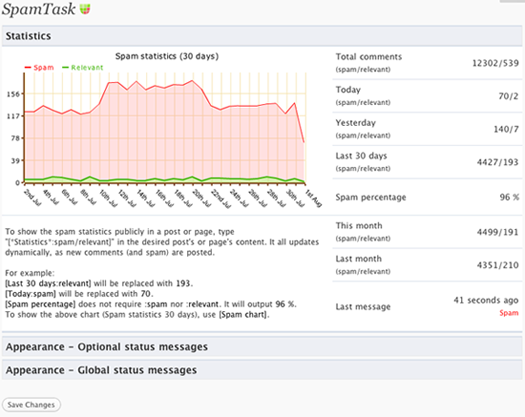 SpamTask
Statistics
Spam statistics (30 days)
Spam Relevant
156
117
78
39
0
2nd Jul 4th Jul 6th Jul 8th Jul 10th Jul 12th Jul 14th Jul 16th Jul 18th Jul 20th Jul 22nd Jul 24th Jul 26th Jul 28th Jul 30th Jul 1st Aug
Total comments
(spam/relevant)
12302/539
Today
(spam/relevant)
70/2
Yesterday
(spam/relevant)
140/7
Last 30 days
(spam/relevant)
4427/193
Spam percentage
96 %
This month
(spam/relevant)
4499/191
Last month
(spam/relevant)
4351/210
Last message
41 seconds ago
Spam
To show the spam statistics publicly in a post or page, type
"[*Statistics*:spam/relevant]" in the desired post's or page's content. It all updates
dynamically, as new comments (and spam) are posted.
For example:
[Last 30 days:relevant] will be replaced with 193.
[Today:spam] will be replaced with 70.
[Spam percentage] does not require :spam nor :relevant. It will output 96 %.
To show the above chart (Spam statistics 30 days), use [Spam chart].
Appearance - Optional status messages
Appearance - Global status messages
Save Changes